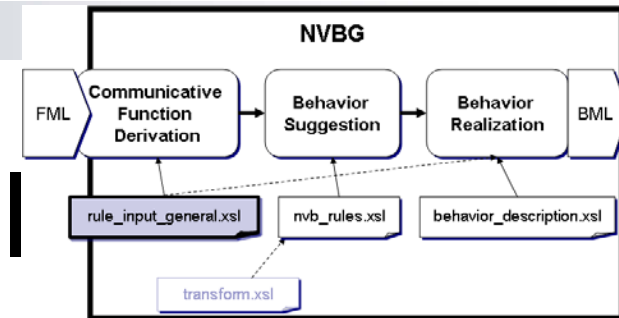 NVBG
FML
Communicative
Function
Derivation
Behavior
Suggestion
Behavior
Realization
BML
rule_input_general.xsl
nvb_rules.xsl
behavior_description.xsl
transform.xsl